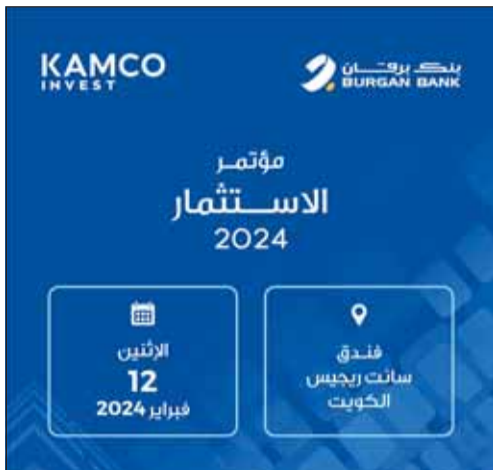 KAMCO
INVEST
بنك برقان
BURGAN BANK
مؤتمر
الاستثمار
2024
فندق
سانت ريجيس
الكويت
الإثنين
12
فبراير 2024